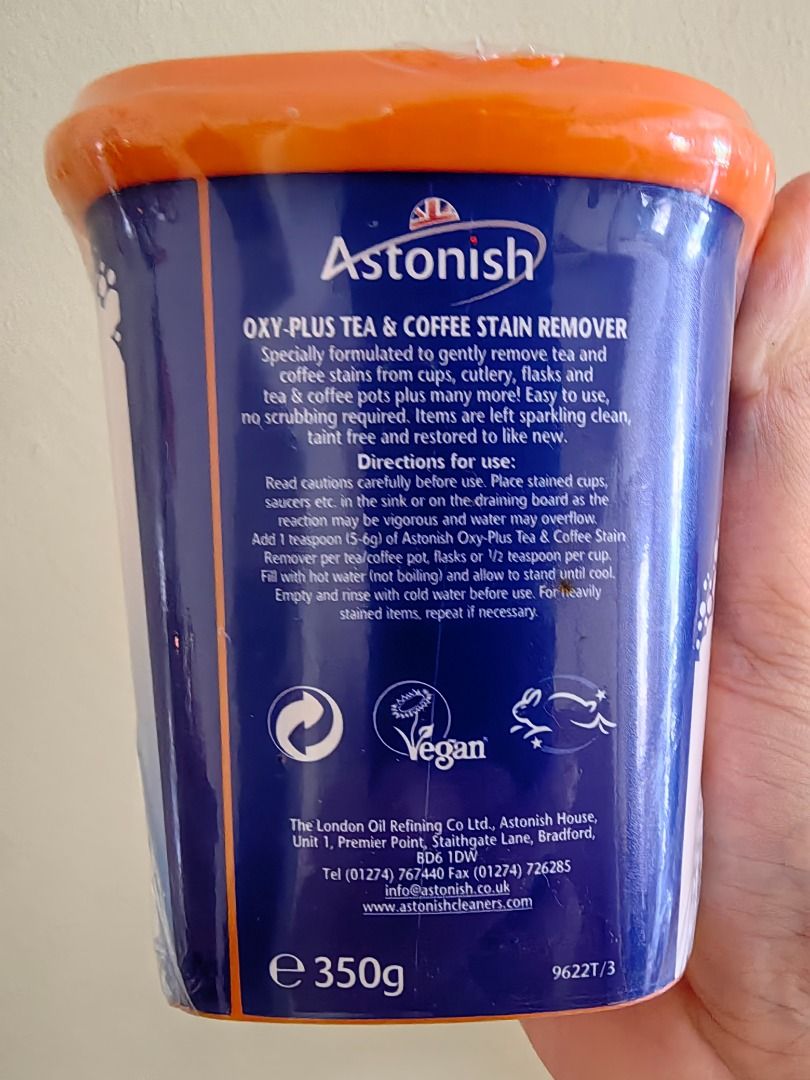 Astonish
OXY-PLUS TEA & COFFEE STAIN REMOVER
Specially formulated to gently remove tea and
coffee stains from cups, cutlery, flasks and
tea & coffee pots plus many more! Easy to use,
no scrubbing required. Items are left sparkling clean,
taint free and restored to like new.
Directions for use:
Read cautions carefully before use. Place stained cups,
saucers etc. in the sink or on the draining board as the
reaction may be vigorous and water may overflow.
Add 1 teaspoon (5-6g) of Astonish Oxy-Plus Tea & Coffee Stain
Remover per tea/coffee pot, flasks or 1/2 teaspoon per cup.
Fill with hot water (not boiling) and allow to stand until cool.
Empty and rinse with cold water before use. For heavily
stained items, repeat if necessary.
Vegan
The London Oil Refining Co Ltd., Astonish House,
Unit 1, Premier Point, Staithgate Lane, Bradford,
BD6 1DW
Tel (01274) 767440 Fax (01274) 726285
info@astonish.co.uk
www.astonishcleaners.com
℮ 350g
9622T/3